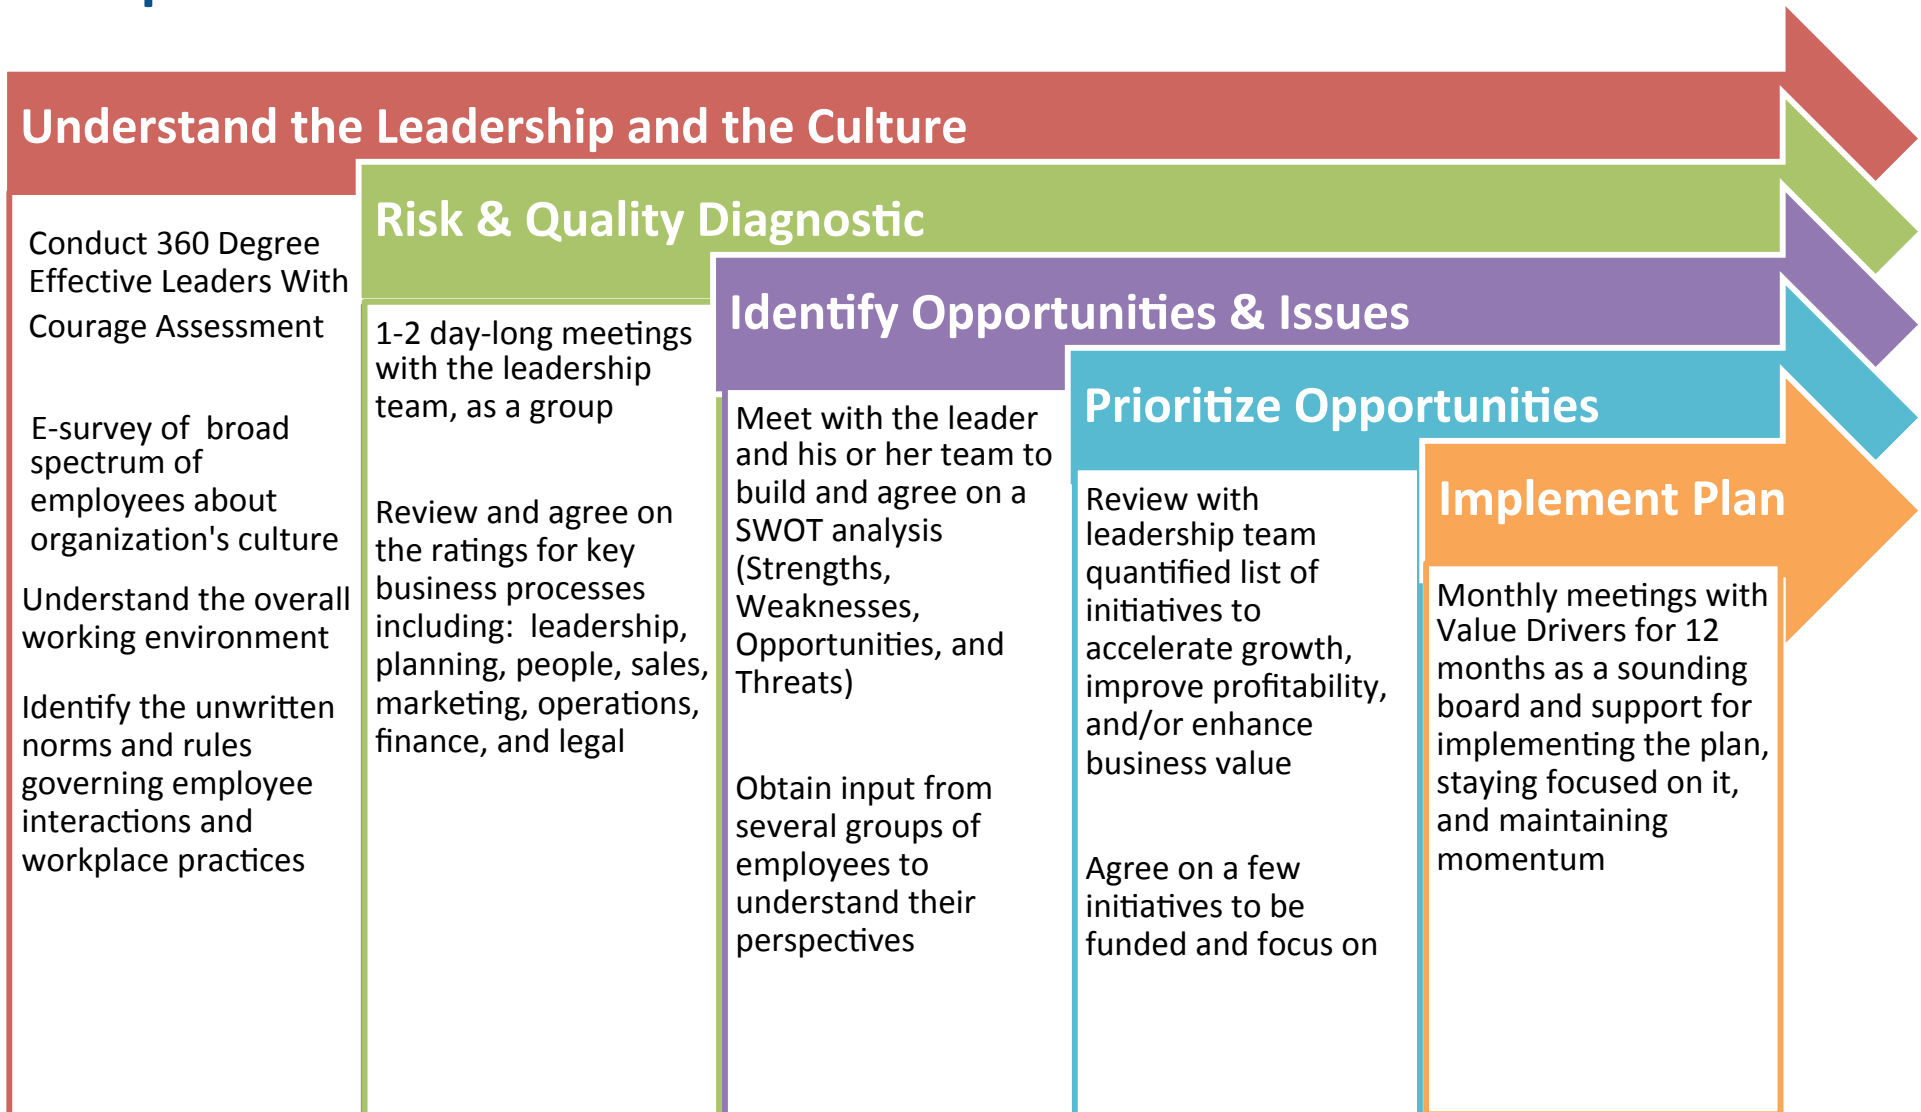 Understand the Leadership and the Culture
Conduct 360 Degree
Effective Leaders With
Courage Assessment
E-survey of  broad
spectrum of
employees about
organization's culture
Understand the overall
working environment
Identify the unwritten
norms and rules
governing employee
interactions and
workplace practices
Risk & Quality Diagnostic
1-2 day-long meetings
with the leadership
team, as a group
Review and agree on
the ratings for key
business processes
including:  leadership,
planning, people, sales,
marketing, operations,
finance, and legal
Identify Opportunities & Issues
Meet with the leader
and his or her team to
build and agree on a
SWOT analysis
(Strengths,
Weaknesses,
Opportunities, and
Threats)
Obtain input from
several groups of
employees to
understand their
perspectives
Prioritize Opportunities
Review with
leadership team
quantified list of
initiatives to
accelerate growth,
improve profitability,
and/or enhance
business value
Agree on a few
initiatives to be
funded and focus on
Implement Plan
Monthly meetings with
Value Drivers for 12
months as a sounding
board and support for
implementing the plan,
staying focused on it,
and maintaining
momentum